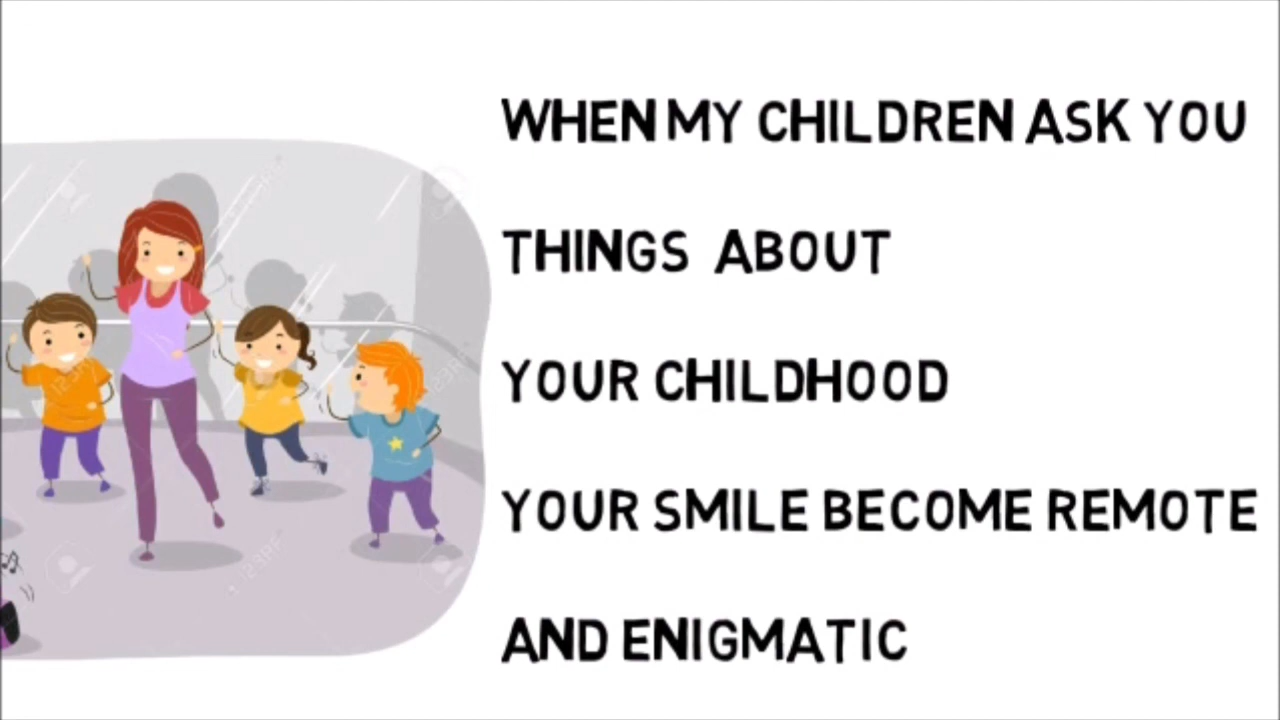 WHEN MY CHILDREN ASK YOU
THINGS ABOUT
YOUR CHILDHOOD
YOUR SMILE BECOME REMOTE
AND ENIGMATIC